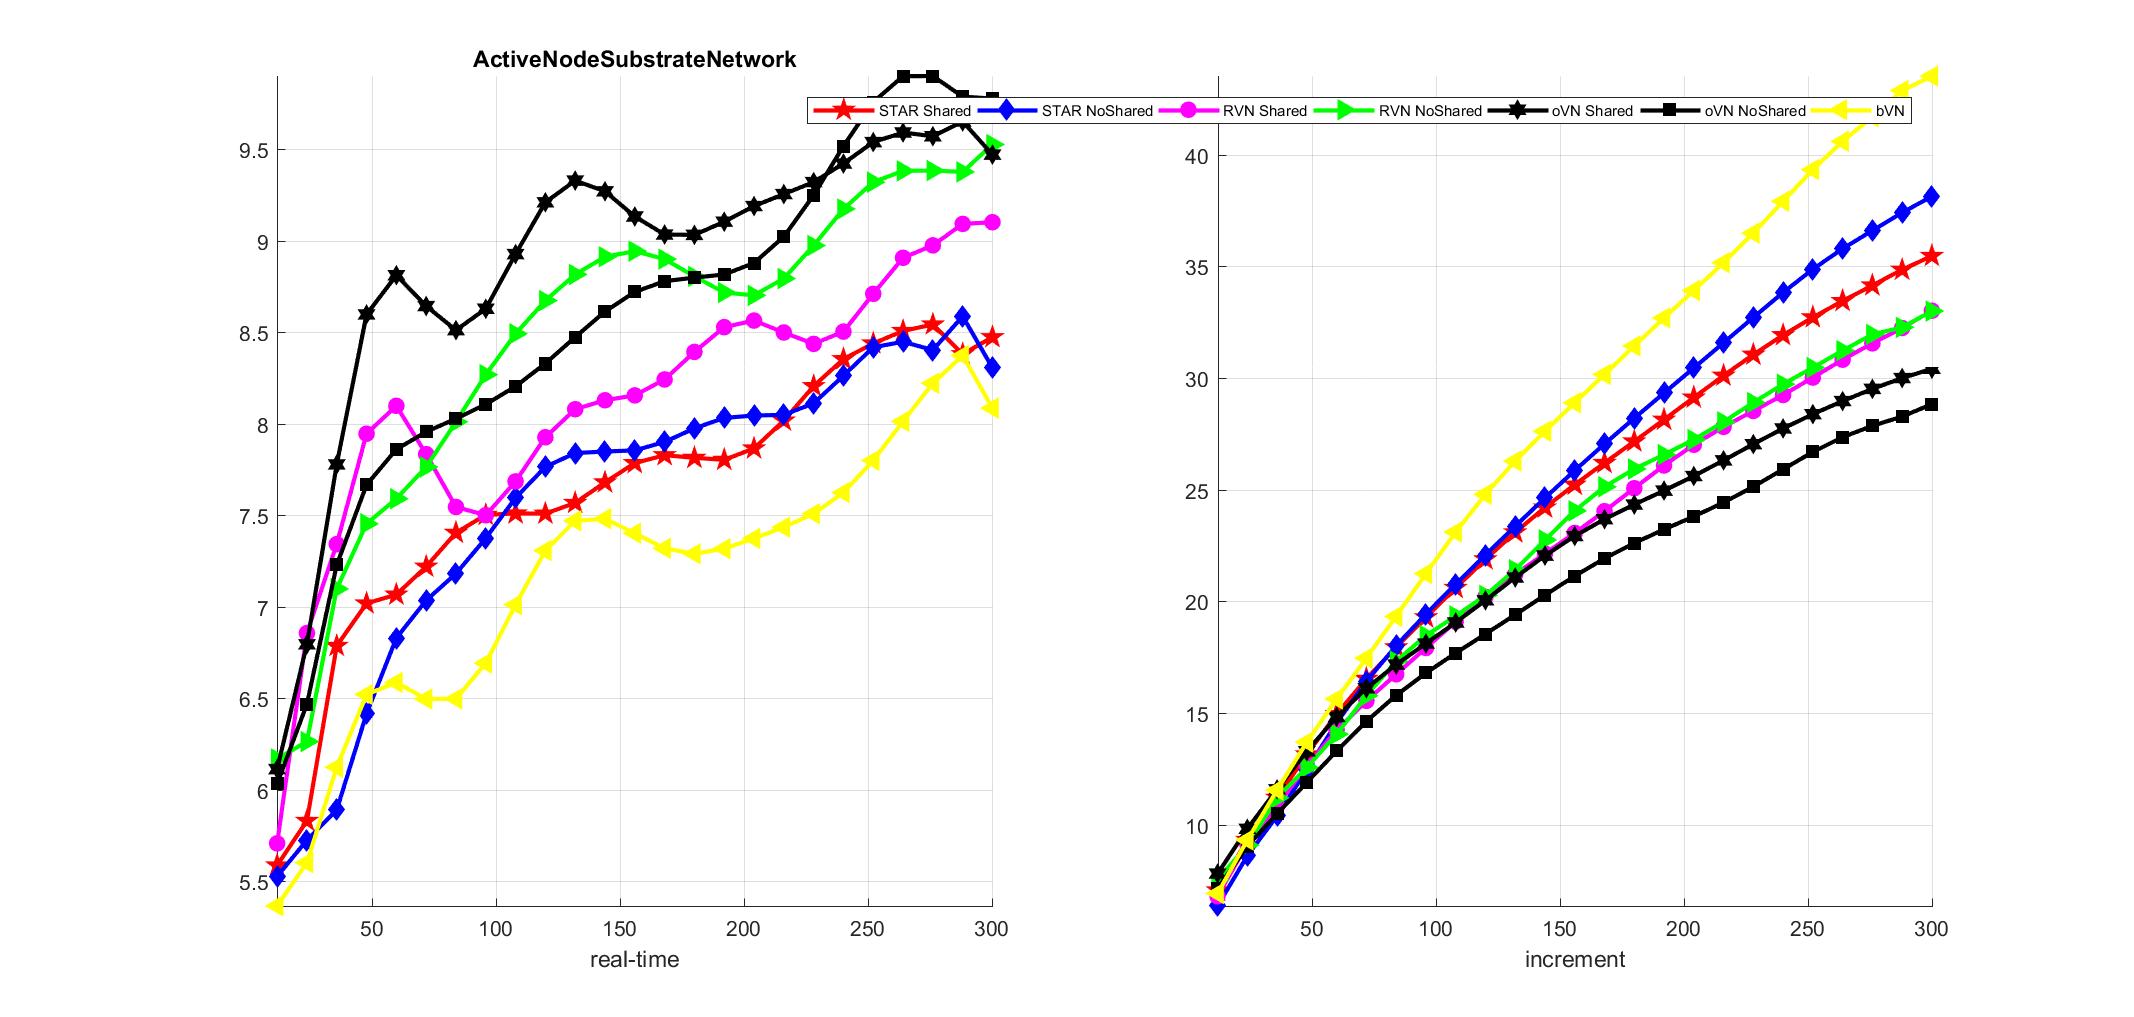 ActiveNodeSubstrateNetwork
STAR Shared STAR NoShared RVN Shared RVN NoShared oVN Shared oVN NoShared bVN
9.5
9
8.5
8
7.5
7
6.5
6
5.5
50 100 150 200 250 300
real-time
40
35
30
25
20
15
10
50 100 150 200 250 300
increment